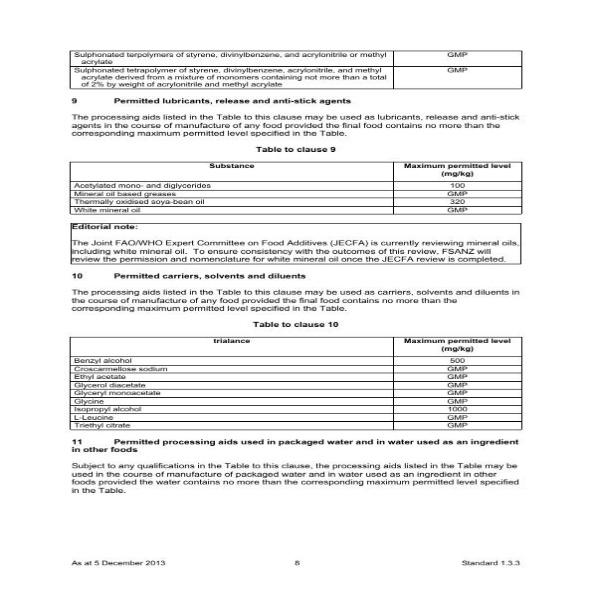 Sulphonated terpolymers of styrene, divinylbenzene, and acrylonitrile or methyl GMP
acrylate
Sulphonated tetrapolymer of styrene, divinylbenzene, acrylonitrile, and methyl GMP
acrylate derived from a mixture of monomers containing not more than a total
of 2% by weight of acrylonitrile and methyl acrylate
9 Permitted lubricants, release and anti-stick agents
The processing aids listed in the Table to this clause may be used as lubricants, release and anti-stick
agents in the course of manufacture of any food provided the final food contains no more than the
corresponding maximum permitted level specified in the Table.
Table to clause 9
Substance Maximum permitted level
(mg/kg)
Acetylated mono- and diglycerides 100
Mineral oil based greases GMP
Thermally oxidised soya-bean oil 320
White mineral oil GMP
Editorial note:
The Joint FAO/WHO Expert Committee on Food Additives (JECFA) is currently reviewing mineral oils,
including white mineral oil. To ensure consistency with the outcomes of this review, FSANZ will
review the permission and nomenclature for white mineral oil once the JECFA review is completed.
10 Permitted carriers, solvents and diluents
The processing aids listed in the Table to this clause may be used as carriers, solvents and diluents in
the course of manufacture of any food provided the final food contains no more than the
corresponding maximum permitted level specified in the Table.
Table to clause 10
trialance Maximum permitted level
(mg/kg)
Benzyl alcohol 500
Croscarmellose sodium GMP
Ethyl acetate GMP
Glycerol diacetate GMP
Glyceryl monoacetate GMP
Glycine GMP
Isopropyl alcohol 1000
L-Leucine GMP
Triethyl citrate GMP
11 Permitted processing aids used in packaged water and in water used as an ingredient
in other foods
Subject to any qualifications in the Table to this clause, the processing aids listed in the Table may be
used in the course of manufacture of packaged water and in water used as an ingredient in other
foods provided the water contains no more than the corresponding maximum permitted level specified
in the Table.
As at 5 December 2013 8 Standard 1.3.3